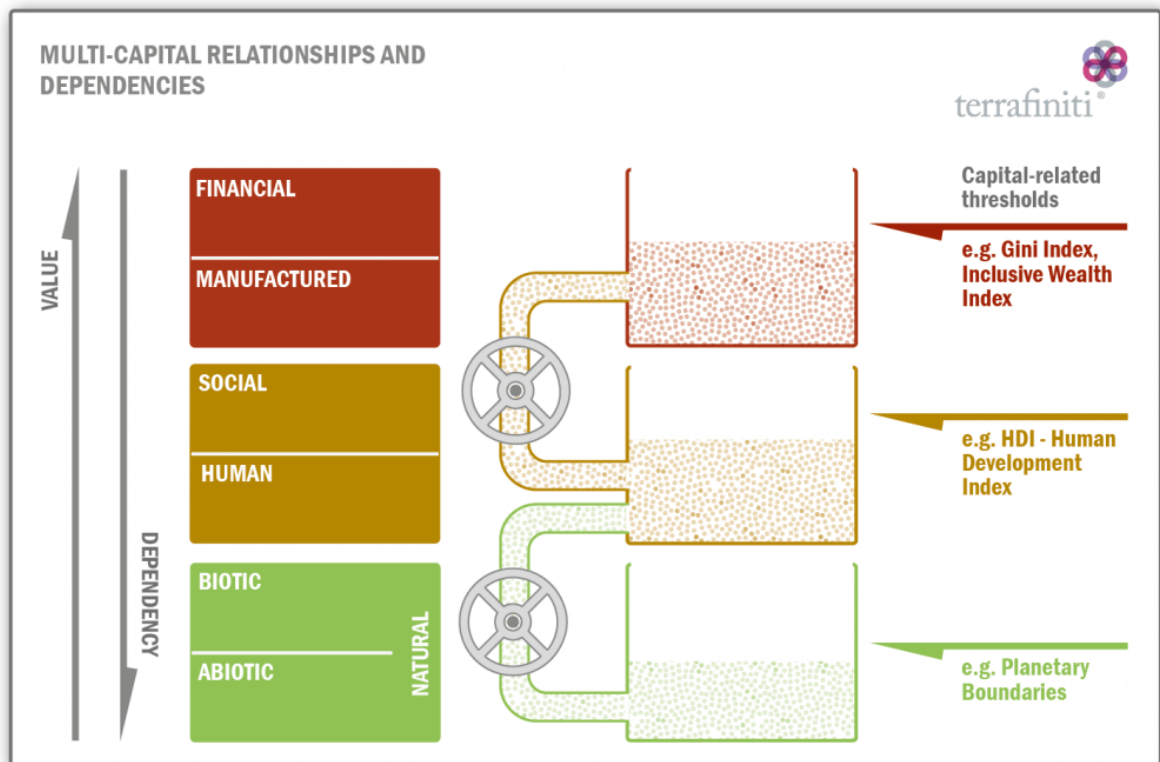 MULTI-CAPITAL RELATIONSHIPS AND
DEPENDENCIES
terrafiniti®
VALUE
DEPENDENCY
FINANCIAL
MANUFACTURED
SOCIAL
HUMAN
BIOTIC
ABIOTIC
NATURAL
Capital-related
thresholds
e.g. Gini Index,
Inclusive Wealth
Index
e.g. HDI - Human
Development
Index
e.g. Planetary
Boundaries